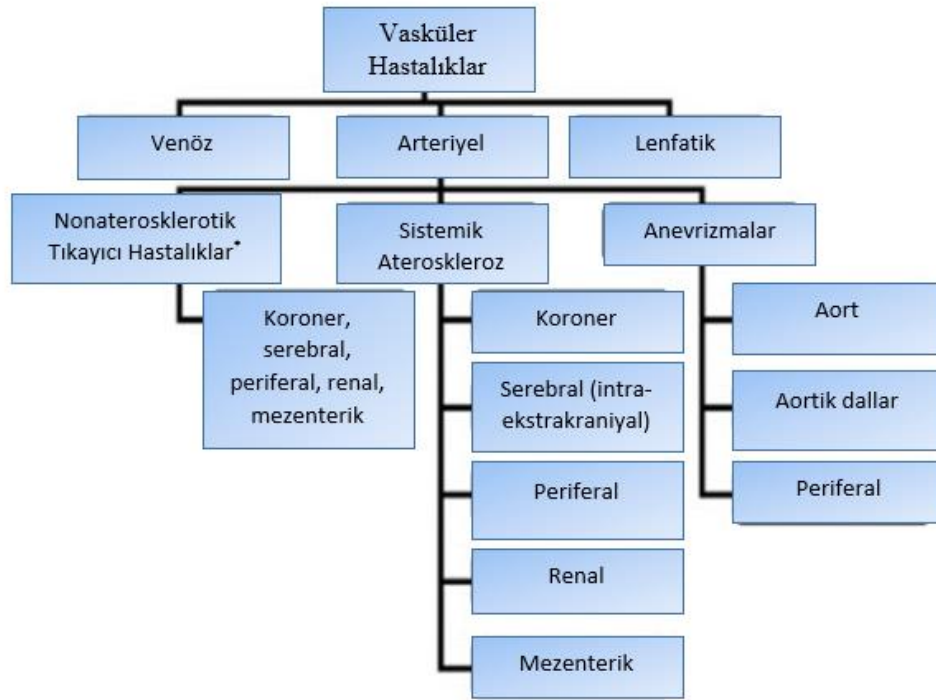 Vasküler
Hastalıklar
Venöz
Arteriyel
Lenfatik
Nonaterosklerotik
Tıkayıcı Hastalıklar*
Sistemik
Ateroskleroz
Anevrizmalar
Koroner,
serebral,
periferal, renal,
mezenterik
Koroner
Serebral (intra-
ekstrakraniyal)
Periferal
Renal
Mezenterik
Aort
Aortik dallar
Periferal